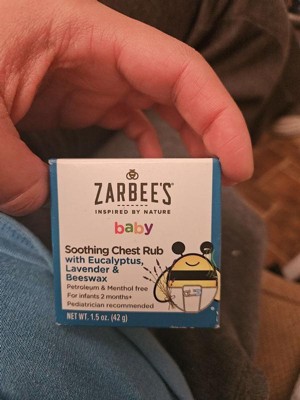 ZARBEE'S
INSPIRED BY NATURE
baby
Soothing Chest Rub
with Eucalyptus,
Lavender &
Beeswax
Petroleum & Menthol free
For infants 2 months+
Pediatrician recommended
NET WT. 1.5 oz. (42 g)